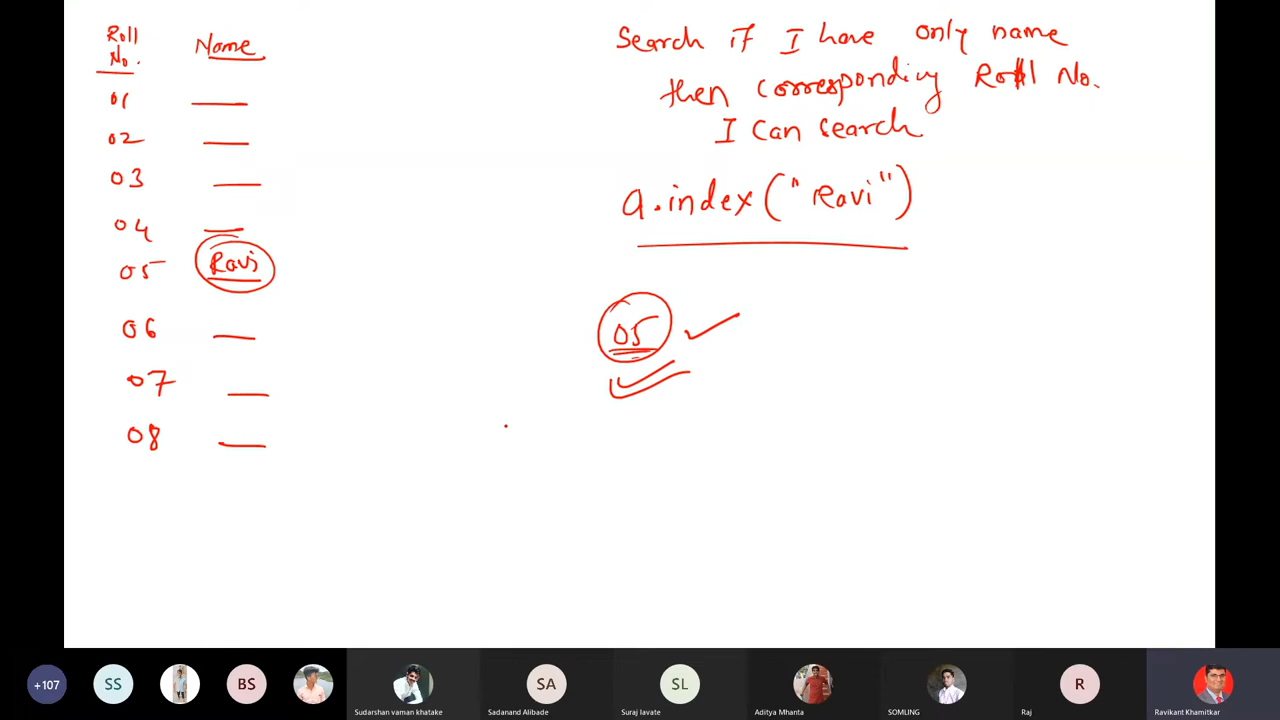 Roll
No.
Name
01
02
03
04
05 Ravi
06
07
08
Search if I have only name
then corresponding Roll No.
I can search
a.index("Ravi")
05
+107
SS
BS
SA
SL
R
Sudarshan vaman khatake
Sadanand Alibade
Suraj lavate
Aditya Mhanta
SOMLING
Raj
Ravikant Khamitkar